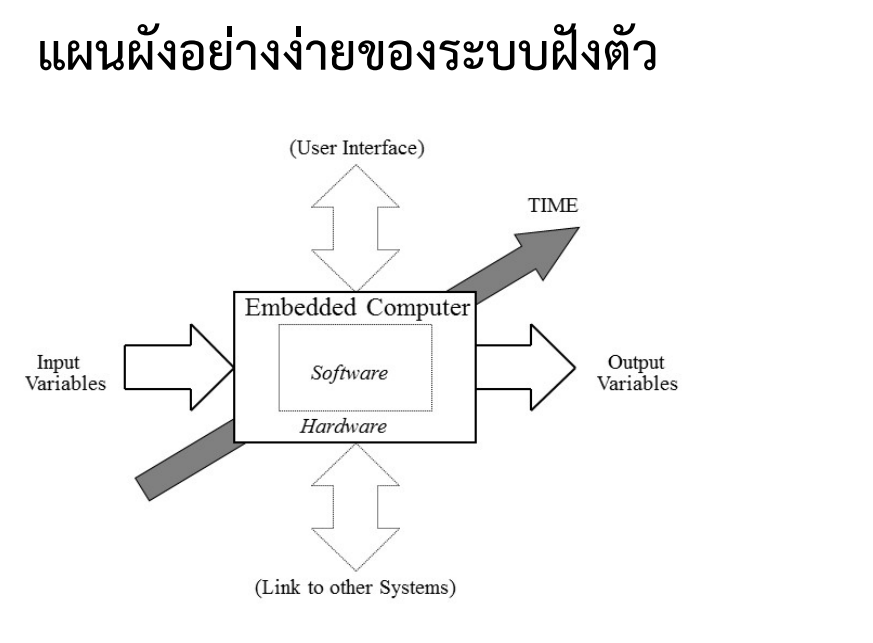 แผนผังอย่างง่ายของระบบฝังตัว
(User Interface)
TIME
Embedded Computer
Input
Variables
Software
Output
Variables
Hardware
(Link to other Systems)